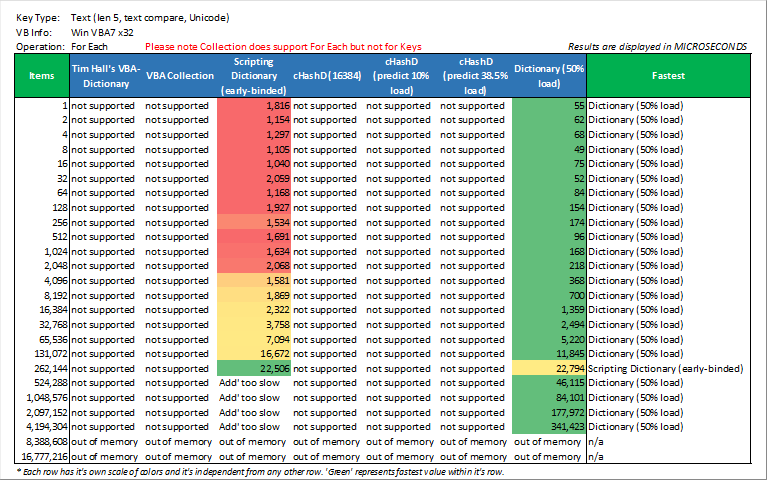 Key Type: Text (len 5, text compare, Unicode)
VB Info: Win VBA7 x32
Operation: For Each Please note Collection does support For Each but not for Keys Results are displayed in MICROSECONDS
Items Tim Hall's VBA-Dictionary VBA Collection Scripting Dictionary (early-binded) cHashD (16384) cHashD (predict 10% load) cHashD (predict 38.5% load) Dictionary (50% load) Fastest
1 not supported not supported 1,816 not supported not supported not supported 55 Dictionary (50% load)
2 not supported not supported 1,154 not supported not supported not supported 62 Dictionary (50% load)
4 not supported not supported 1,297 not supported not supported not supported 68 Dictionary (50% load)
8 not supported not supported 1,105 not supported not supported not supported 49 Dictionary (50% load)
16 not supported not supported 1,040 not supported not supported not supported 75 Dictionary (50% load)
32 not supported not supported 2,059 not supported not supported not supported 52 Dictionary (50% load)
64 not supported not supported 1,168 not supported not supported not supported 84 Dictionary (50% load)
128 not supported not supported 1,927 not supported not supported not supported 154 Dictionary (50% load)
256 not supported not supported 1,534 not supported not supported not supported 174 Dictionary (50% load)
512 not supported not supported 1,691 not supported not supported not supported 96 Dictionary (50% load)
1,024 not supported not supported 1,634 not supported not supported not supported 168 Dictionary (50% load)
2,048 not supported not supported 2,068 not supported not supported not supported 218 Dictionary (50% load)
4,096 not supported not supported 1,581 not supported not supported not supported 368 Dictionary (50% load)
8,192 not supported not supported 1,869 not supported not supported not supported 700 Dictionary (50% load)
16,384 not supported not supported 2,322 not supported not supported not supported 1,359 Dictionary (50% load)
32,768 not supported not supported 3,758 not supported not supported not supported 2,494 Dictionary (50% load)
65,536 not supported not supported 7,094 not supported not supported not supported 5,220 Dictionary (50% load)
131,072 not supported not supported 16,672 not supported not supported not supported 11,845 Dictionary (50% load)
262,144 not supported not supported 22,506 not supported not supported not supported 22,794 Scripting Dictionary (early-binded)
524,288 not supported not supported Add' too slow not supported not supported not supported 46,115 Dictionary (50% load)
1,048,576 not supported not supported Add' too slow not supported not supported not supported 84,101 Dictionary (50% load)
2,097,152 not supported not supported Add' too slow not supported not supported not supported 177,972 Dictionary (50% load)
4,194,304 not supported not supported Add' too slow not supported not supported not supported 341,423 Dictionary (50% load)
8,388,608 out of memory out of memory out of memory out of memory out of memory out of memory out of memory n/a
16,777,216 out of memory out of memory out of memory out of memory out of memory out of memory out of memory n/a
* Each row has it's own scale of colors and it's independent from any other row. 'Green' represents fastest value within it's row.